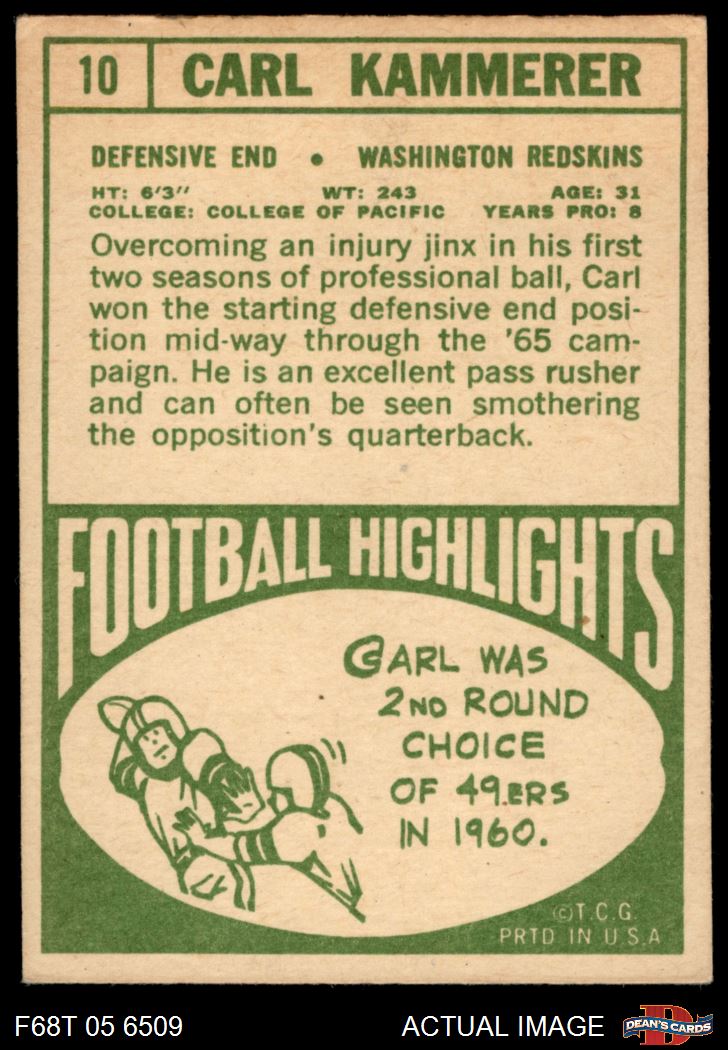 10 CARL KAMMERER
DEFENSIVE END • WASHINGTON REDSKINS
HT: 6'3" WT: 243 AGE: 31
COLLEGE: COLLEGE OF PACIFIC YEARS PRO: 8
Overcoming an injury jinx in his first
two seasons of professional ball, Carl
won the starting defensive end posi-
tion mid-way through the '65 cam-
paign. He is an excellent pass rusher
and can often be seen smothering
the opposition's quarterback.
FOOTBALL HIGHLIGHTS
CARL WAS
2ND ROUND
CHOICE
OF 49.ERS
IN 1960.
©T.C.G.
PRTD IN U.S.A
F68T 05 6509 ACTUAL IMAGE
D
DEAN'S CARDS